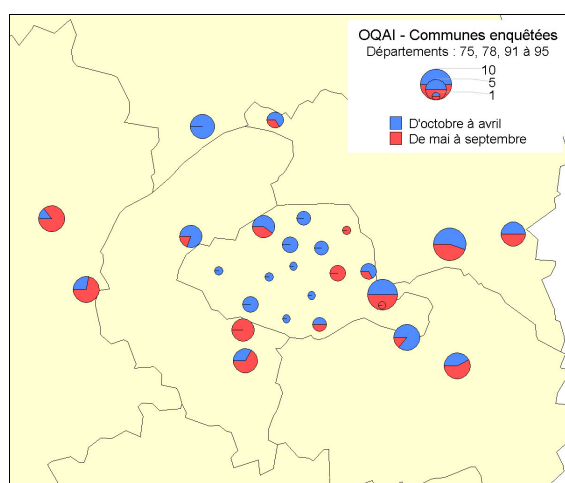 OQAI - Communes enquêtées
Départements : 75, 78, 91 à 95
10
5
1
D'octobre à avril
De mai à septembre